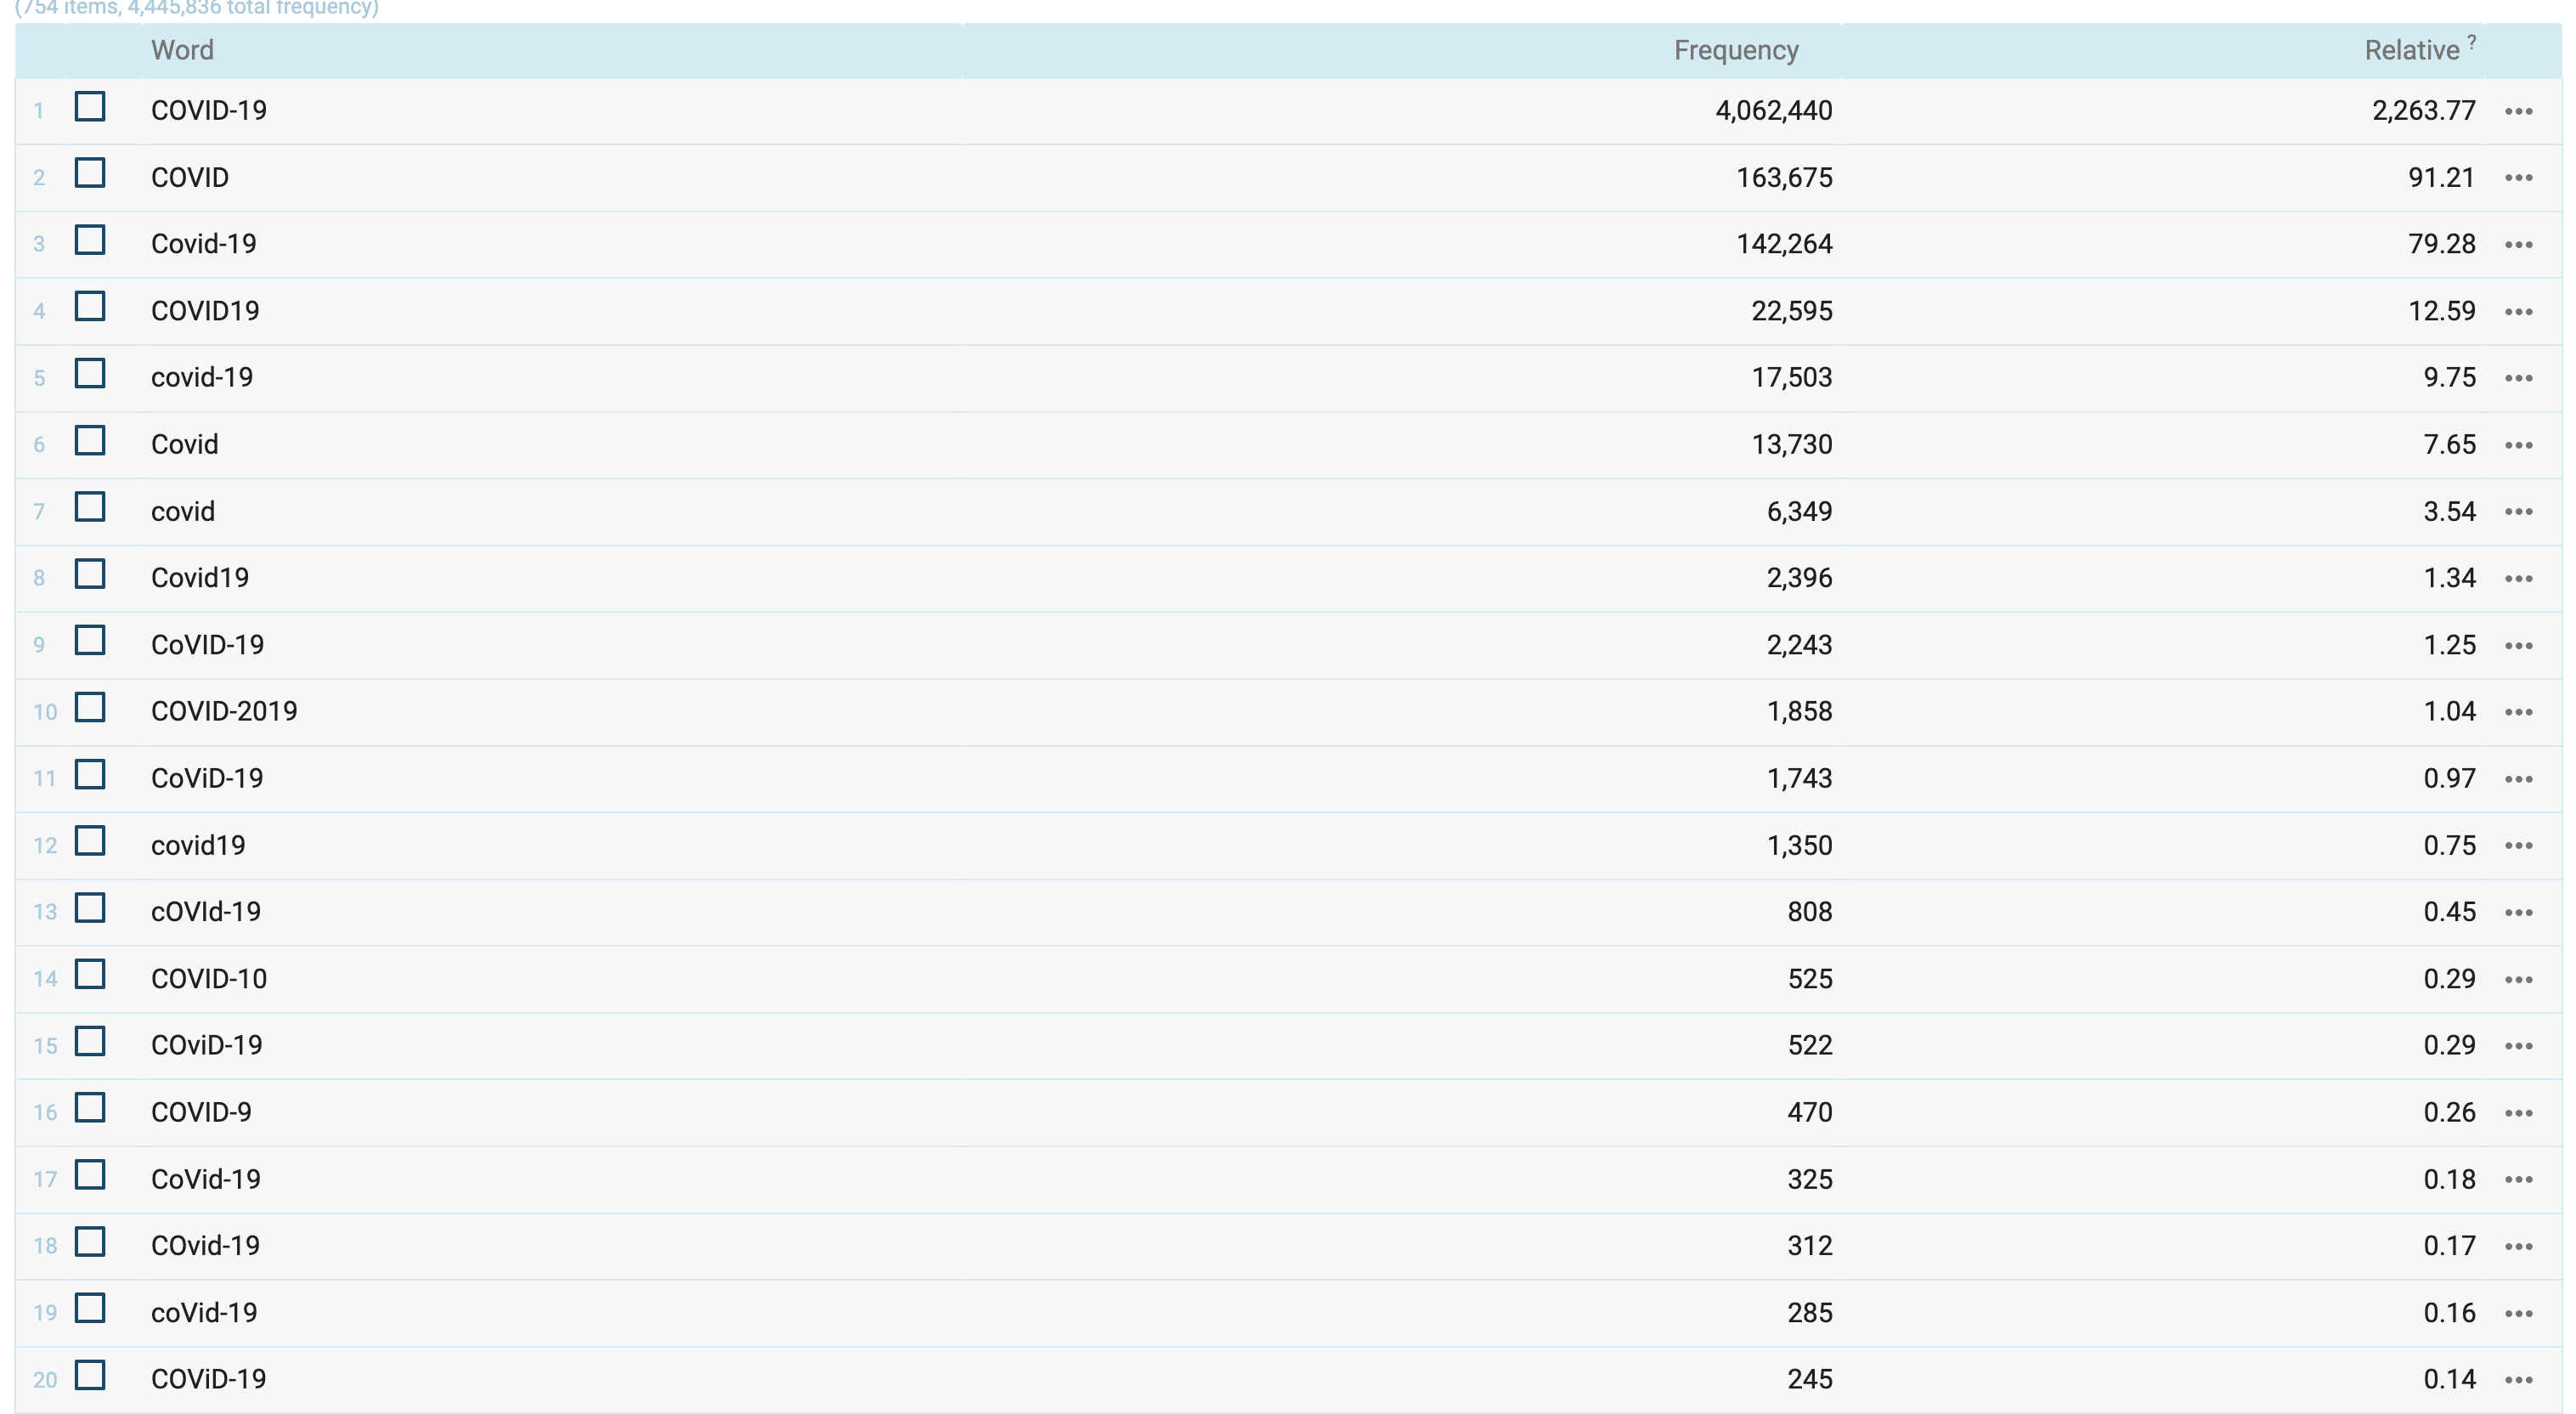 (754 items, 4,445,836 total frequency)
Word Frequency Relative ?
1 COVID-19 4,062,440 2,263.77
2 COVID 163,675 91.21
3 Covid-19 142,264 79.28
4 COVID19 22,595 12.59
5 covid-19 17,503 9.75
6 Covid 13,730 7.65
7 covid 6,349 3.54
8 Covid19 2,396 1.34
9 CoVID-19 2,243 1.25
10 COVID-2019 1,858 1.04
11 CoViD-19 1,743 0.97
12 covid19 1,350 0.75
13 cOVId-19 808 0.45
14 COVID-10 525 0.29
15 COviD-19 522 0.29
16 COVID-9 470 0.26
17 CoVid-19 325 0.18
18 COvid-19 312 0.17
19 coVid-19 285 0.16
20 COViD-19 245 0.14